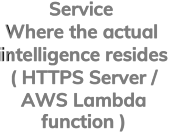 Service
Where the actual
intelligence resides
( HTTPS Server /
AWS Lambda
function )